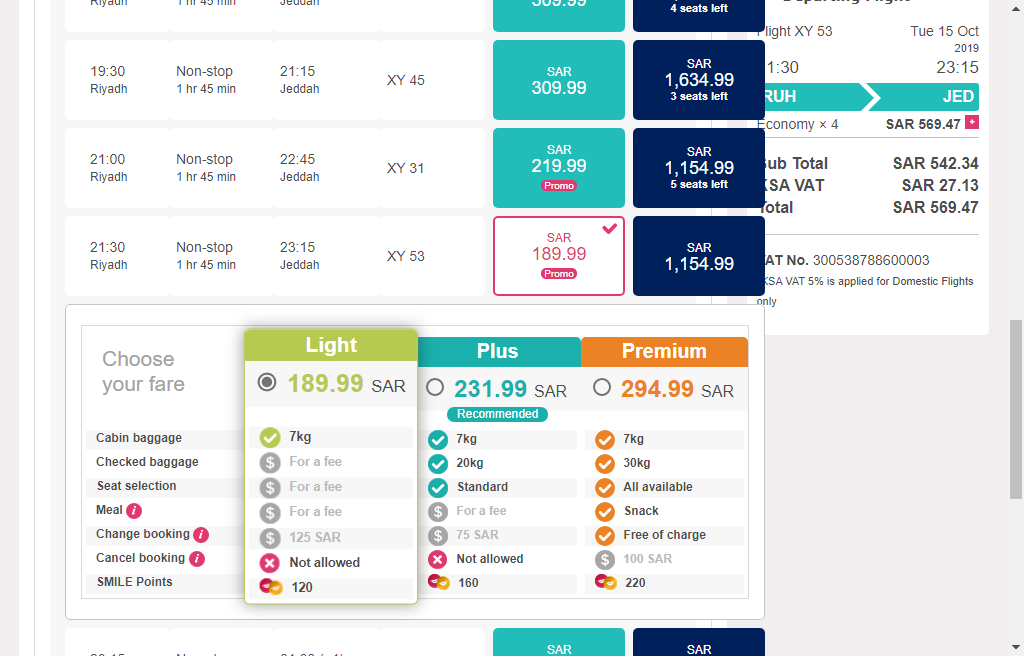 Riyadh 1 hr 45 min Jeddah 309.99 4 seats left
Departing Flight
Flight XY 53 Tue 15 Oct
2019
1:30 23:15
RUH JED
Economy × 4 SAR 569.47 +
Sub Total SAR 542.34
KSA VAT SAR 27.13
Total SAR 569.47
VAT No. 300538788600003
KSA VAT 5% is applied for Domestic Flights
only
19:30 Non-stop 21:15 XY 45 SAR SAR
Riyadh 1 hr 45 min Jeddah 309.99 1,634.99
3 seats left
21:00 Non-stop 22:45 XY 31 SAR SAR
Riyadh 1 hr 45 min Jeddah 219.99 1,154.99
Promo 5 seats left
21:30 Non-stop 23:15 XY 53 SAR SAR
Riyadh 1 hr 45 min Jeddah 189.99 1,154.99
Promo
Choose
your fare
Light Plus Premium
189.99 SAR 231.99 SAR 294.99 SAR
Recommended
Cabin baggage 7kg 7kg 7kg
Checked baggage $ For a fee 20kg 30kg
Seat selection $ For a fee Standard All available
Meal i $ For a fee $ For a fee Snack
Change booking i $ 125 SAR $ 75 SAR Free of charge
Cancel booking i Not allowed Not allowed $ 100 SAR
SMILE Points 120 160 220
SAR SAR